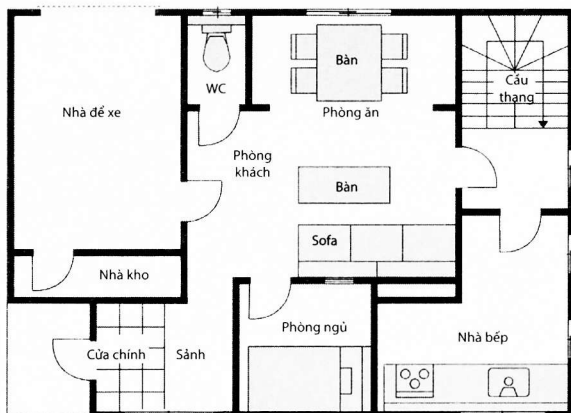 Bàn
WC
Nhà để xe
Phòng ăn
Cầu
thang
Phòng
khách
Bàn
Sofa
Nhà kho
Phòng ngủ
Nhà bếp
Cửa chính
Sảnh